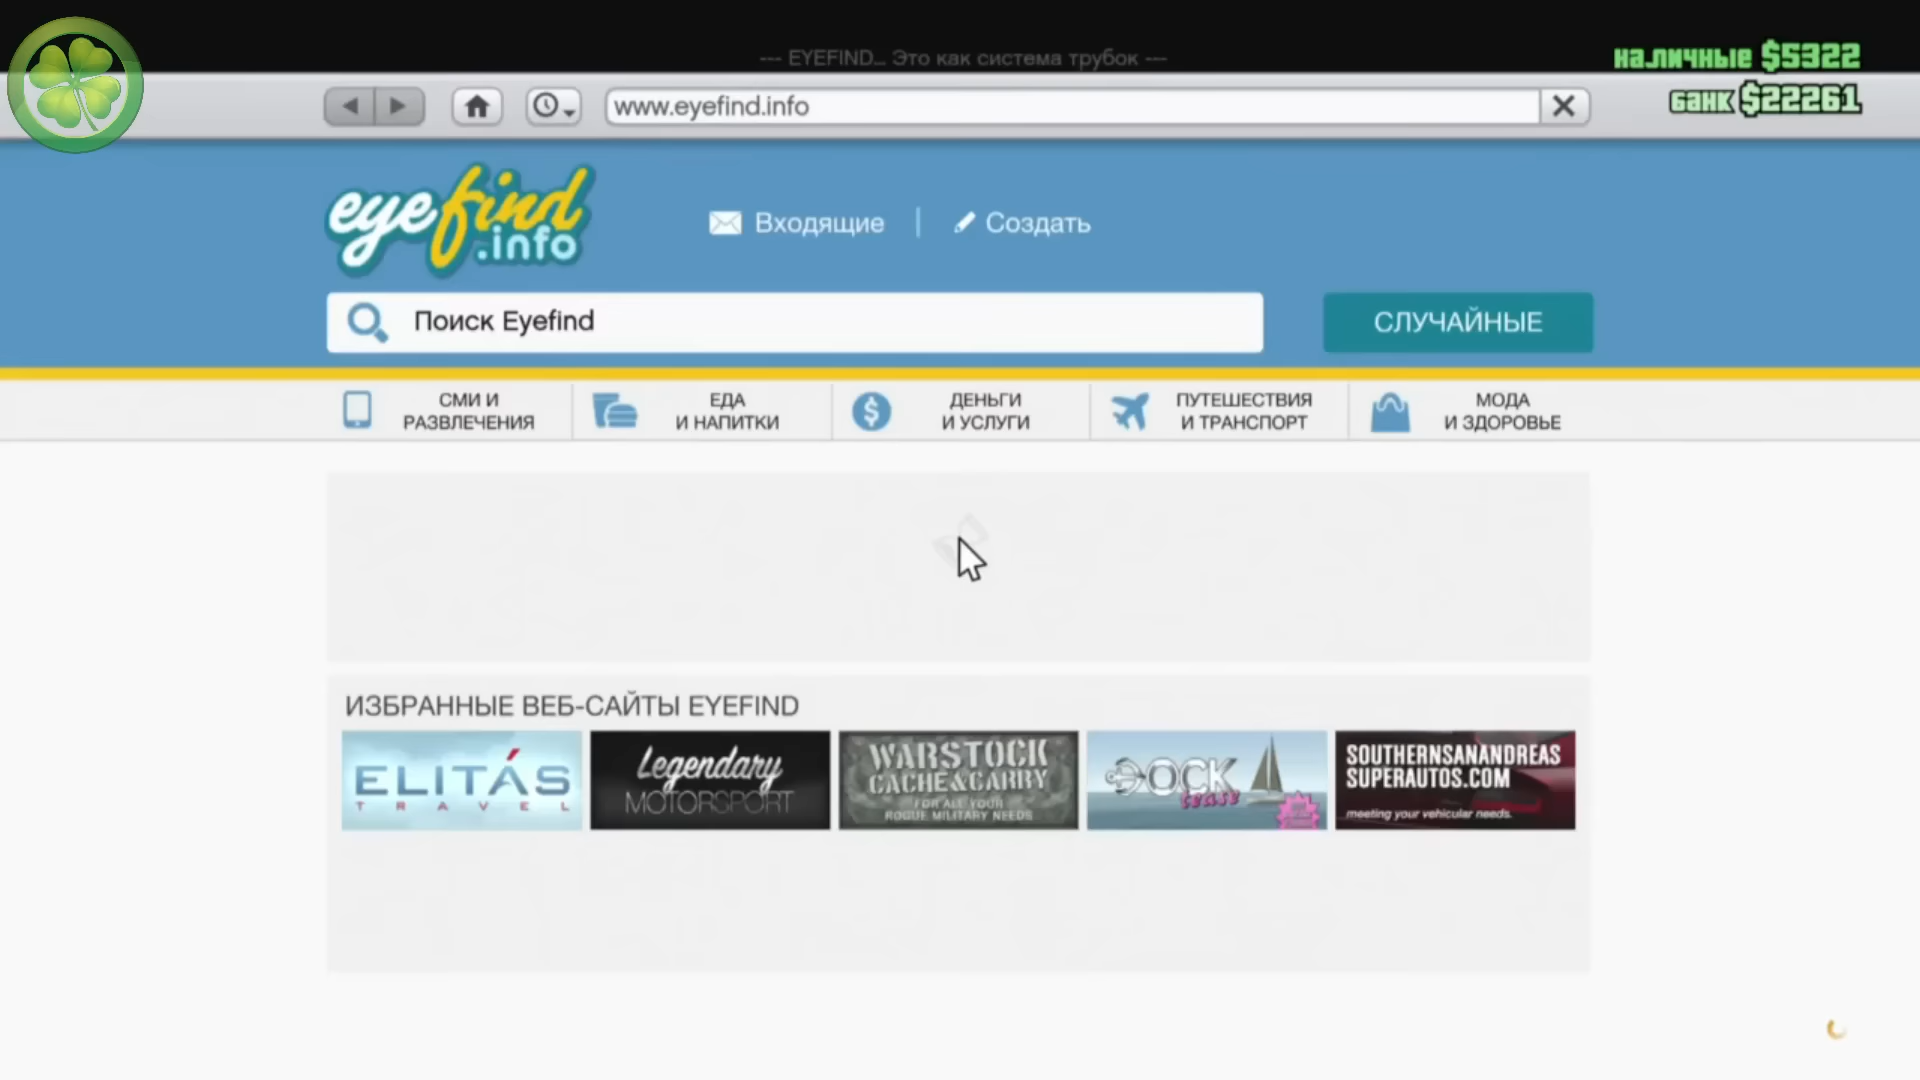 --- EYEFIND... Это как система трубок ---
наличные $5322
банк $22261
www.eyefind.info
eyefind
.info
Входящие
Создать
Поиск Eyefind
СЛУЧАЙНЫЕ
СМИ И
РАЗВЛЕЧЕНИЯ
ЕДА
И НАПИТКИ
ДЕНЬГИ
И УСЛУГИ
ПУТЕШЕСТВИЯ
И ТРАНСПОРТ
МОДА
И ЗДОРОВЬЕ
ИЗБРАННЫЕ ВЕБ-САЙТЫ EYEFIND
ELITÁS
TRAVEL
Legendary
MOTORSPORT
WARSTOCK
CACHE&CARRY
FOR ALL YOUR
ROGUE MILITARY NEEDS
DOCK
tease
SOUTHERNSANANDREAS
SUPERAUTOS.COM
meeting your vehicular needs.